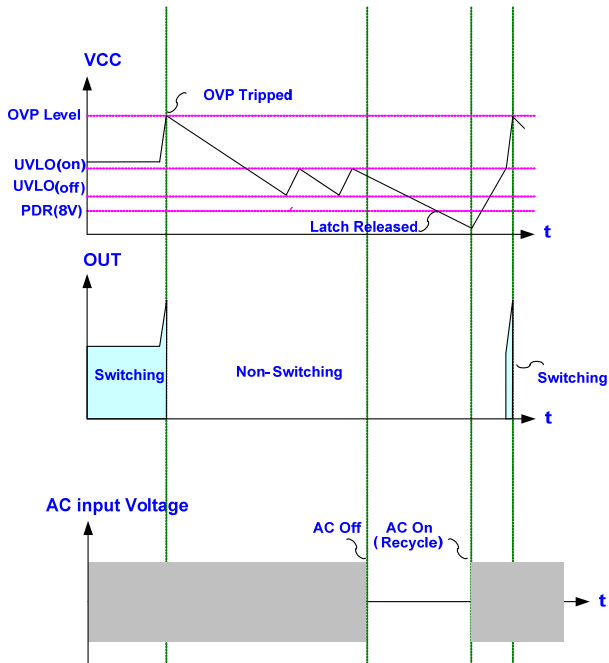 VCC
OVP Tripped
OVP Level
UVLO(on)
UVLO(off)
PDR(8V)
Latch Released
t
OUT
Switching
Non-Switching
Switching
t
AC input Voltage
AC Off
AC On
(Recycle)
t